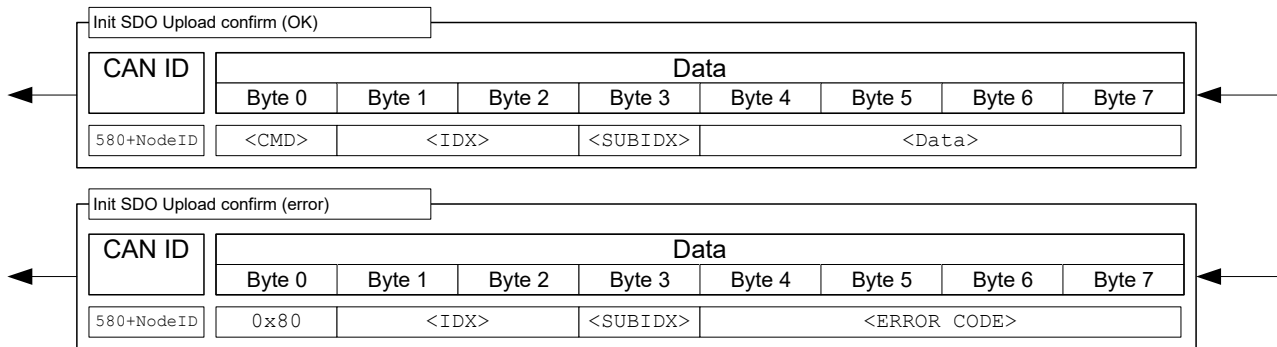 Init SDO Upload confirm (OK)
CAN ID Data
Byte 0 Byte 1 Byte 2 Byte 3 Byte 4 Byte 5 Byte 6 Byte 7
580+NodeID <CMD> <IDX> <SUBIDX> <Data>
Init SDO Upload confirm (error)
CAN ID Data
Byte 0 Byte 1 Byte 2 Byte 3 Byte 4 Byte 5 Byte 6 Byte 7
580+NodeID 0x80 <IDX> <SUBIDX> <ERROR CODE>